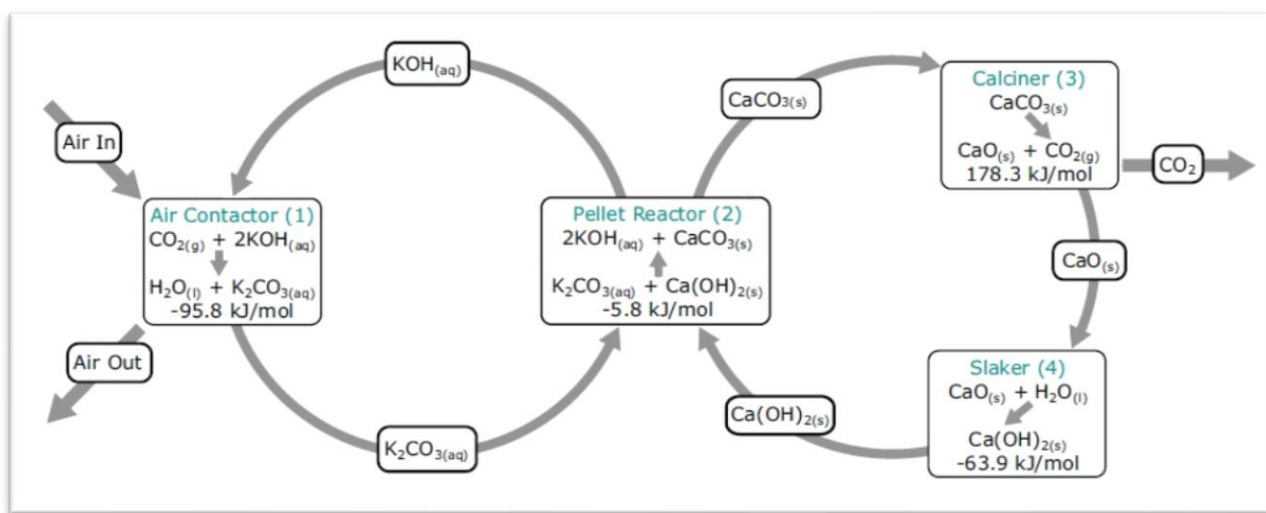 KOH(aq)
Air In
Air Contactor (1)
CO₂(g) + 2KOH(aq)
H₂O(l) + K₂CO₃(aq)
-95.8 kJ/mol
Air Out
K₂CO₃(aq)
Pellet Reactor (2)
2KOH(aq) + CaCO₃(s)
K₂CO₃(aq) + Ca(OH)₂(s)
-5.8 kJ/mol
CaCO₃(s)
Calciner (3)
CaCO₃(s)
CaO(s) + CO₂(g)
178.3 kJ/mol
CO₂
CaO(s)
Slaker (4)
CaO(s) + H₂O(l)
Ca(OH)₂(s)
-63.9 kJ/mol
Ca(OH)₂(s)